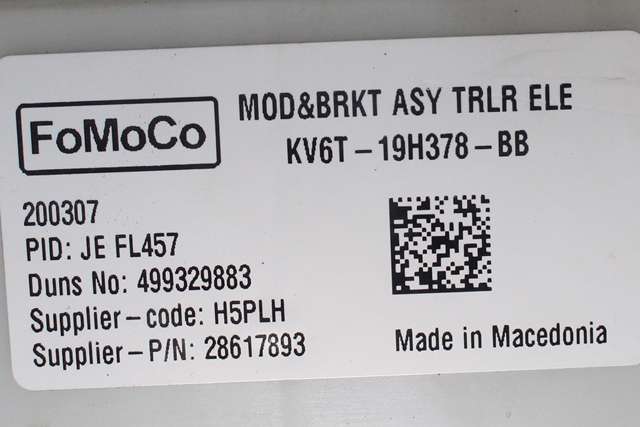 FoMoCo
MOD&BRKT ASY TRLR ELE
KV6T-19H378-BB
200307
PID: JE FL457
Duns No: 499329883
Supplier-code: H5PLH
Supplier-P/N: 28617893
Made in Macedonia